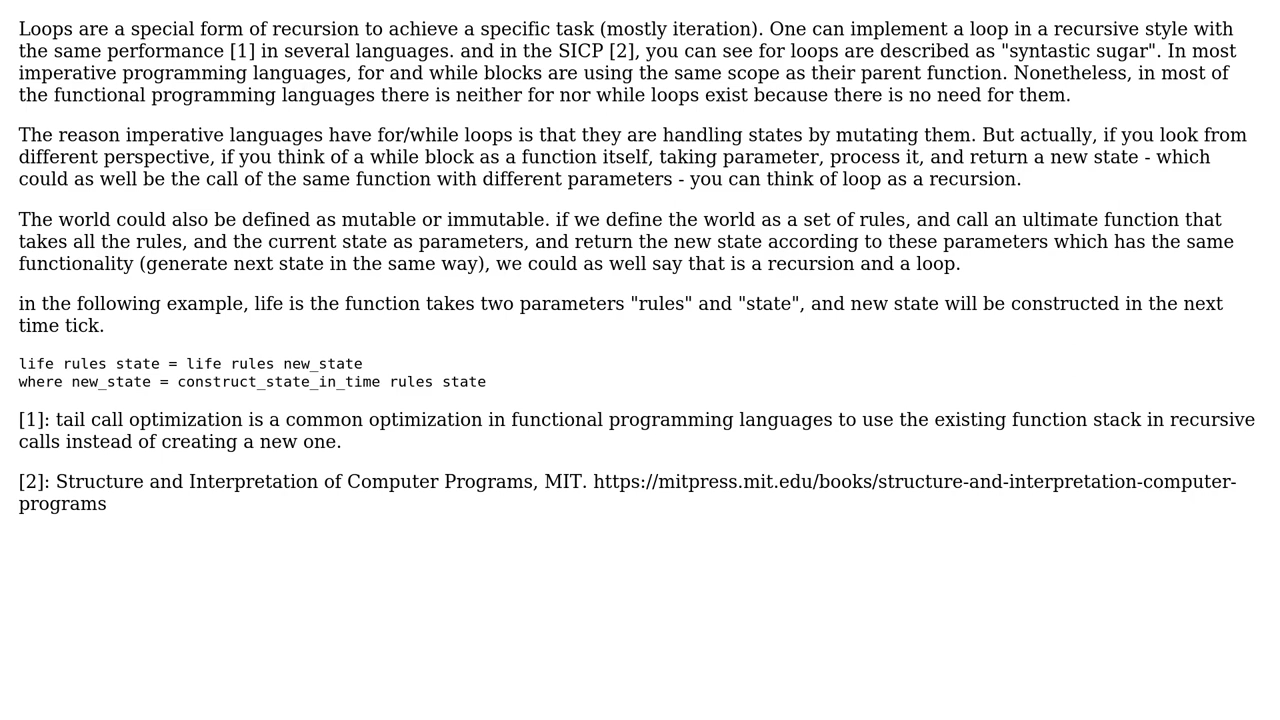 Loops are a special form of recursion to achieve a specific task (mostly iteration). One can implement a loop in a recursive style with
the same performance [1] in several languages. and in the SICP [2], you can see for loops are described as "syntastic sugar". In most
imperative programming languages, for and while blocks are using the same scope as their parent function. Nonetheless, in most of
the functional programming languages there is neither for nor while loops exist because there is no need for them.
The reason imperative languages have for/while loops is that they are handling states by mutating them. But actually, if you look from
different perspective, if you think of a while block as a function itself, taking parameter, process it, and return a new state - which
could as well be the call of the same function with different parameters - you can think of loop as a recursion.
The world could also be defined as mutable or immutable. if we define the world as a set of rules, and call an ultimate function that
takes all the rules, and the current state as parameters, and return the new state according to these parameters which has the same
functionality (generate next state in the same way), we could as well say that is a recursion and a loop.
in the following example, life is the function takes two parameters "rules" and "state", and new state will be constructed in the next
time tick.
life rules state = life rules new_state
where new_state = construct_state_in_time rules state
[1]: tail call optimization is a common optimization in functional programming languages to use the existing function stack in recursive
calls instead of creating a new one.
[2]: Structure and Interpretation of Computer Programs, MIT. https://mitpress.mit.edu/books/structure-and-interpretation-computer-
programs